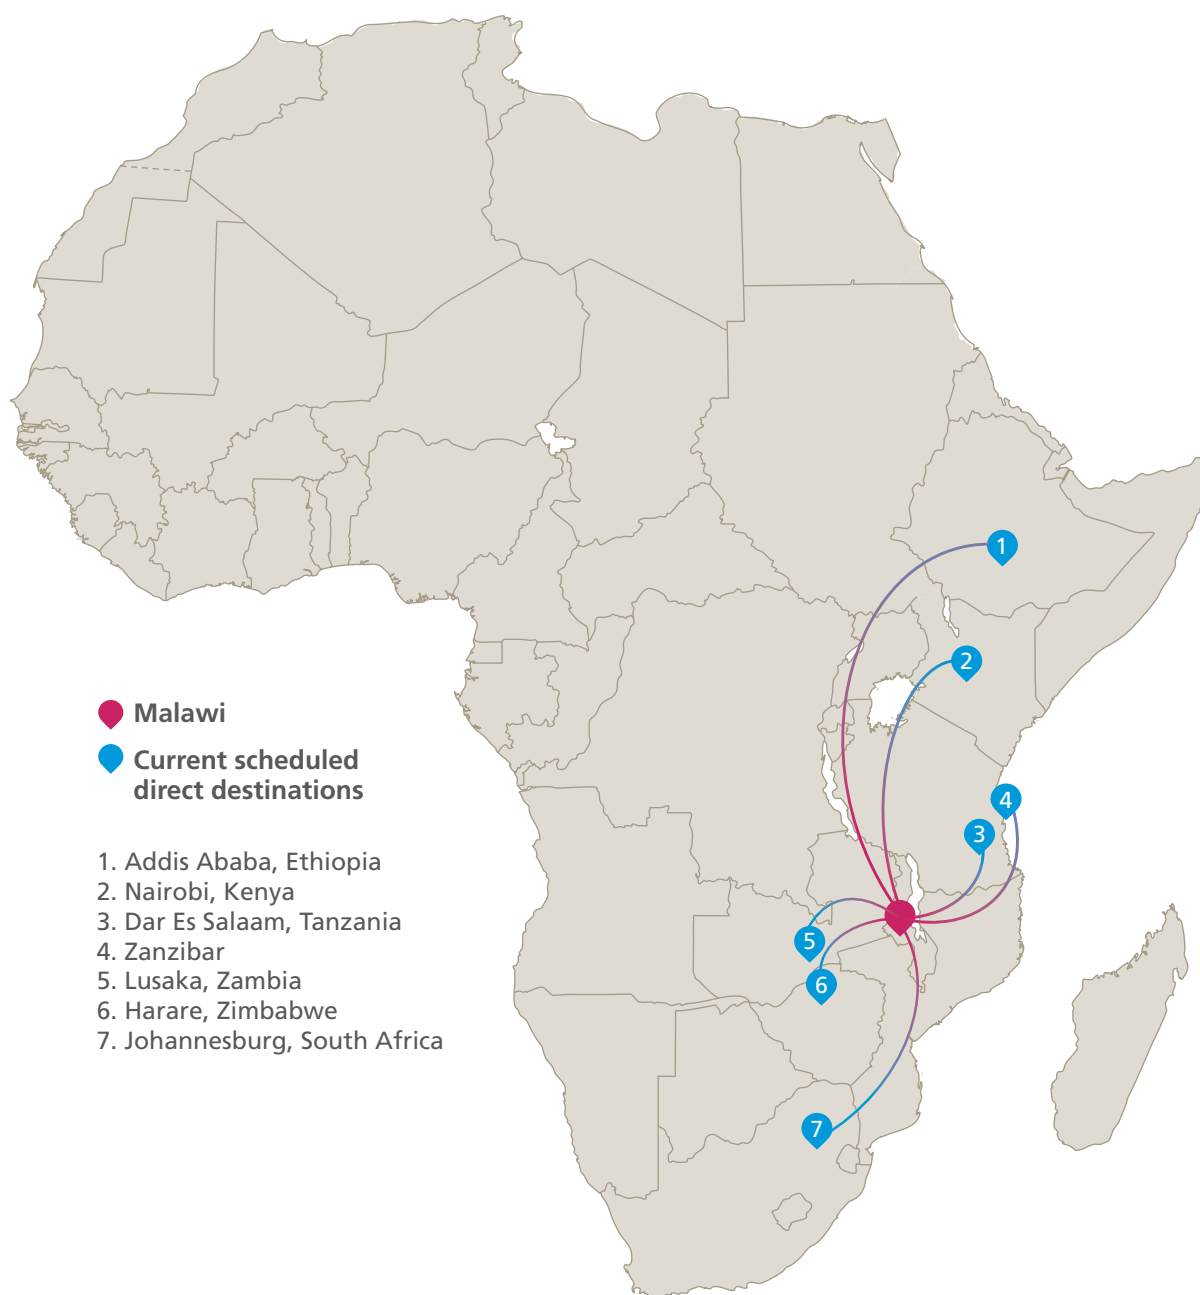 Malawi
Current scheduled
direct destinations
1. Addis Ababa, Ethiopia
2. Nairobi, Kenya
3. Dar Es Salaam, Tanzania
4. Zanzibar
5. Lusaka, Zambia
6. Harare, Zimbabwe
7. Johannesburg, South Africa
1
2
4
3
5
6
7